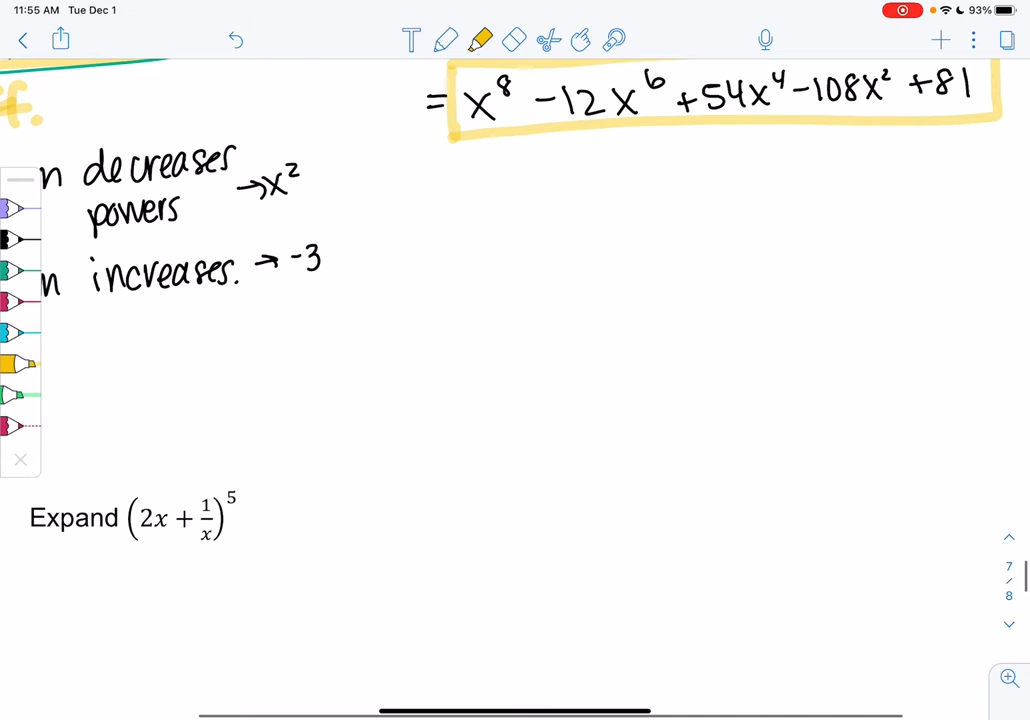 11:55 AM Tue Dec 1
93%
T
f.
= x⁸ - 12x⁶ + 54x⁴ - 108x² + 81
n decreases
powers → x²
n increases. → -3
Expand (2x + 1/x)⁵
7
/
8